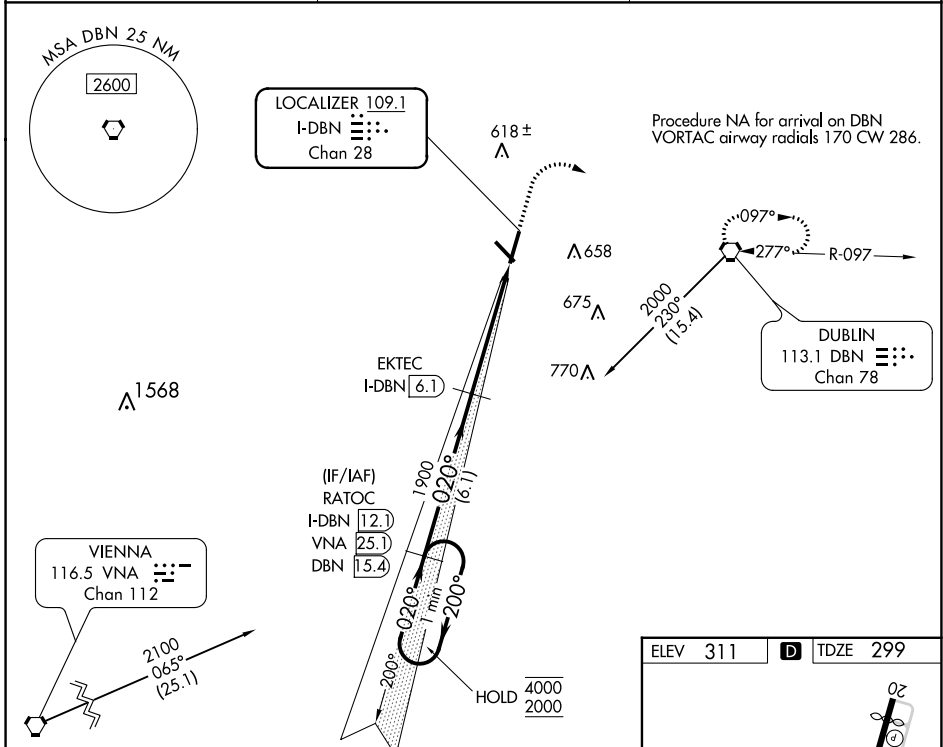 MSA DBN 25 NM
2600
LOCALIZER 109.1
I-DBN
Chan 28
618 ±
Procedure NA for arrival on DBN
VORTAC airway radials 170 CW 286.
097°
277°
R-097
658
675
770
2000
230°
(15.4)
DUBLIN
113.1 DBN
Chan 78
EKTEC
I-DBN 6.1
1568
1900
020°
(6.1)
(IF/IAF)
RATOC
I-DBN 12.1
VNA 25.1
DBN 15.4
VIENNA
116.5 VNA
Chan 112
2100
065°
(25.1)
020°
1 min
200°
200°
HOLD 4000
2000
ELEV 311 D TDZE 299
20
P